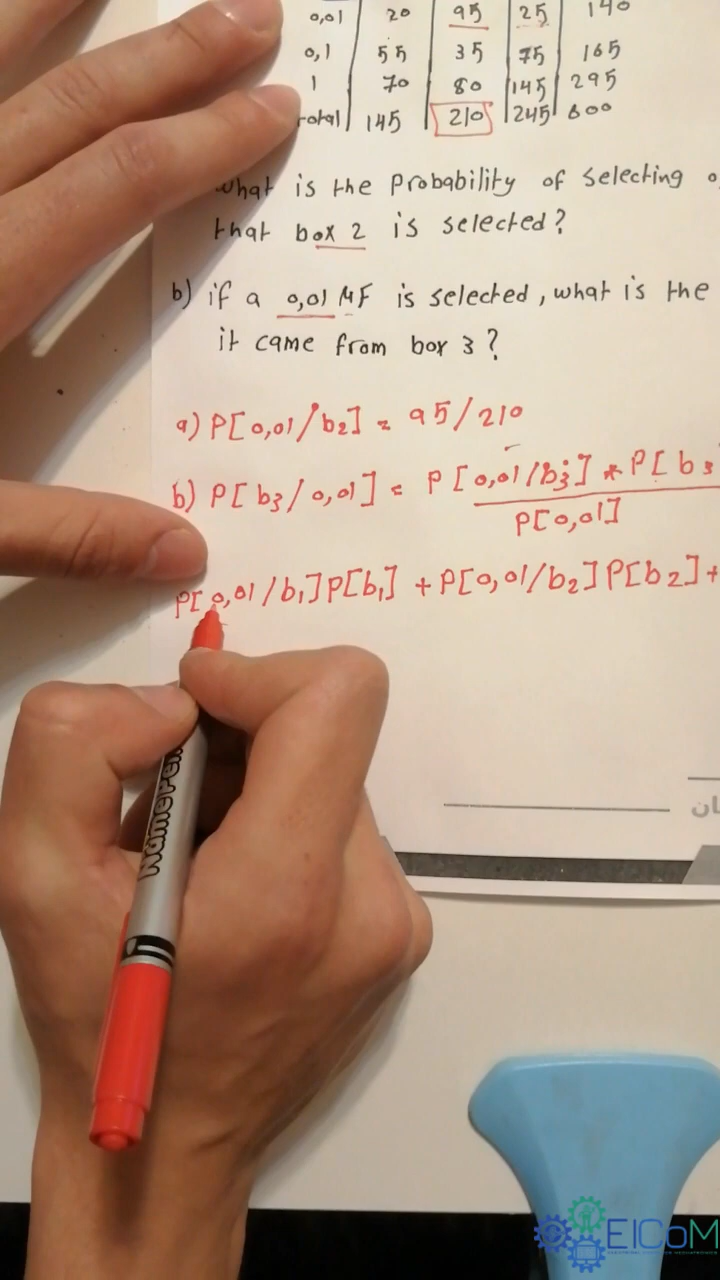 0,01 20 95 25 140
0,1 55 35 75 165
1 70 80 145 295
Total 145 210 245 600
What is the Probability of selecting
that box 2 is selected?
b) if a 0,01 MF is selected, what is the
it came from box 3?
a) P[0,01/b2] = 95/210
b) P[b3/0,01] = P[0,01/b3] * P[b3
P[0,01]
P[0,01/b1]P[b1] + P[0,01/b2]P[b2] +
Name Pen
EICoM